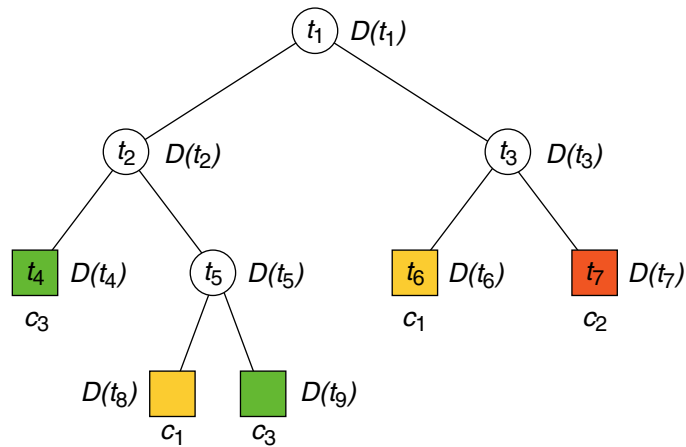 t1 D(t1)
t2 D(t2) t3 D(t3)
t4 D(t4) t5 D(t5) t6 D(t6) t7 D(t7)
c3 c1 c2
D(t8) D(t9)
c1 c3